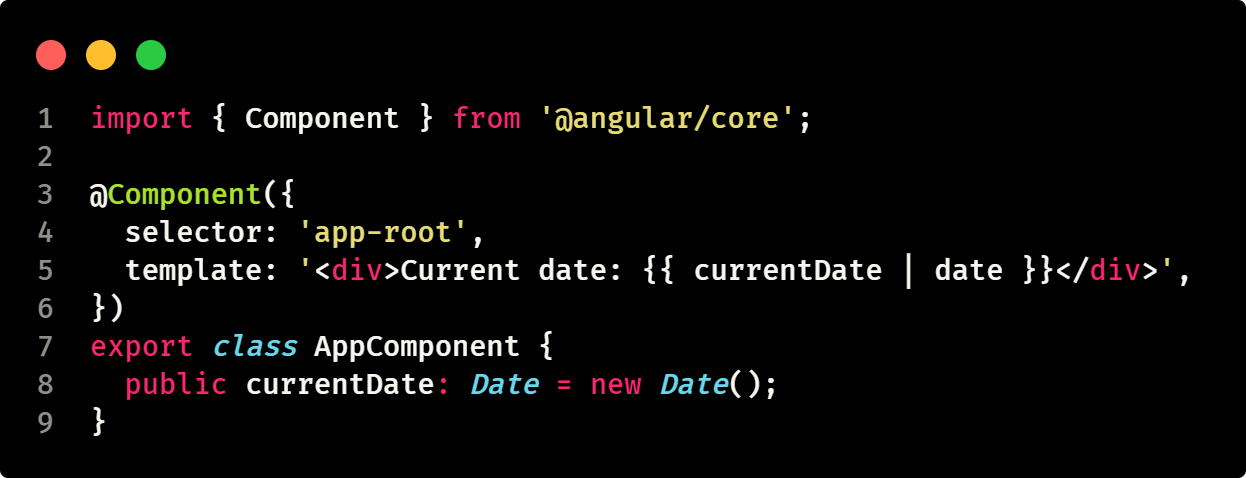 1 import { Component } from '@angular/core';
2
3 @Component({
4   selector: 'app-root',
5   template: '<div>Current date: {{ currentDate | date }}</div>',
6 })
7 export class AppComponent {
8   public currentDate: Date = new Date();
9 }